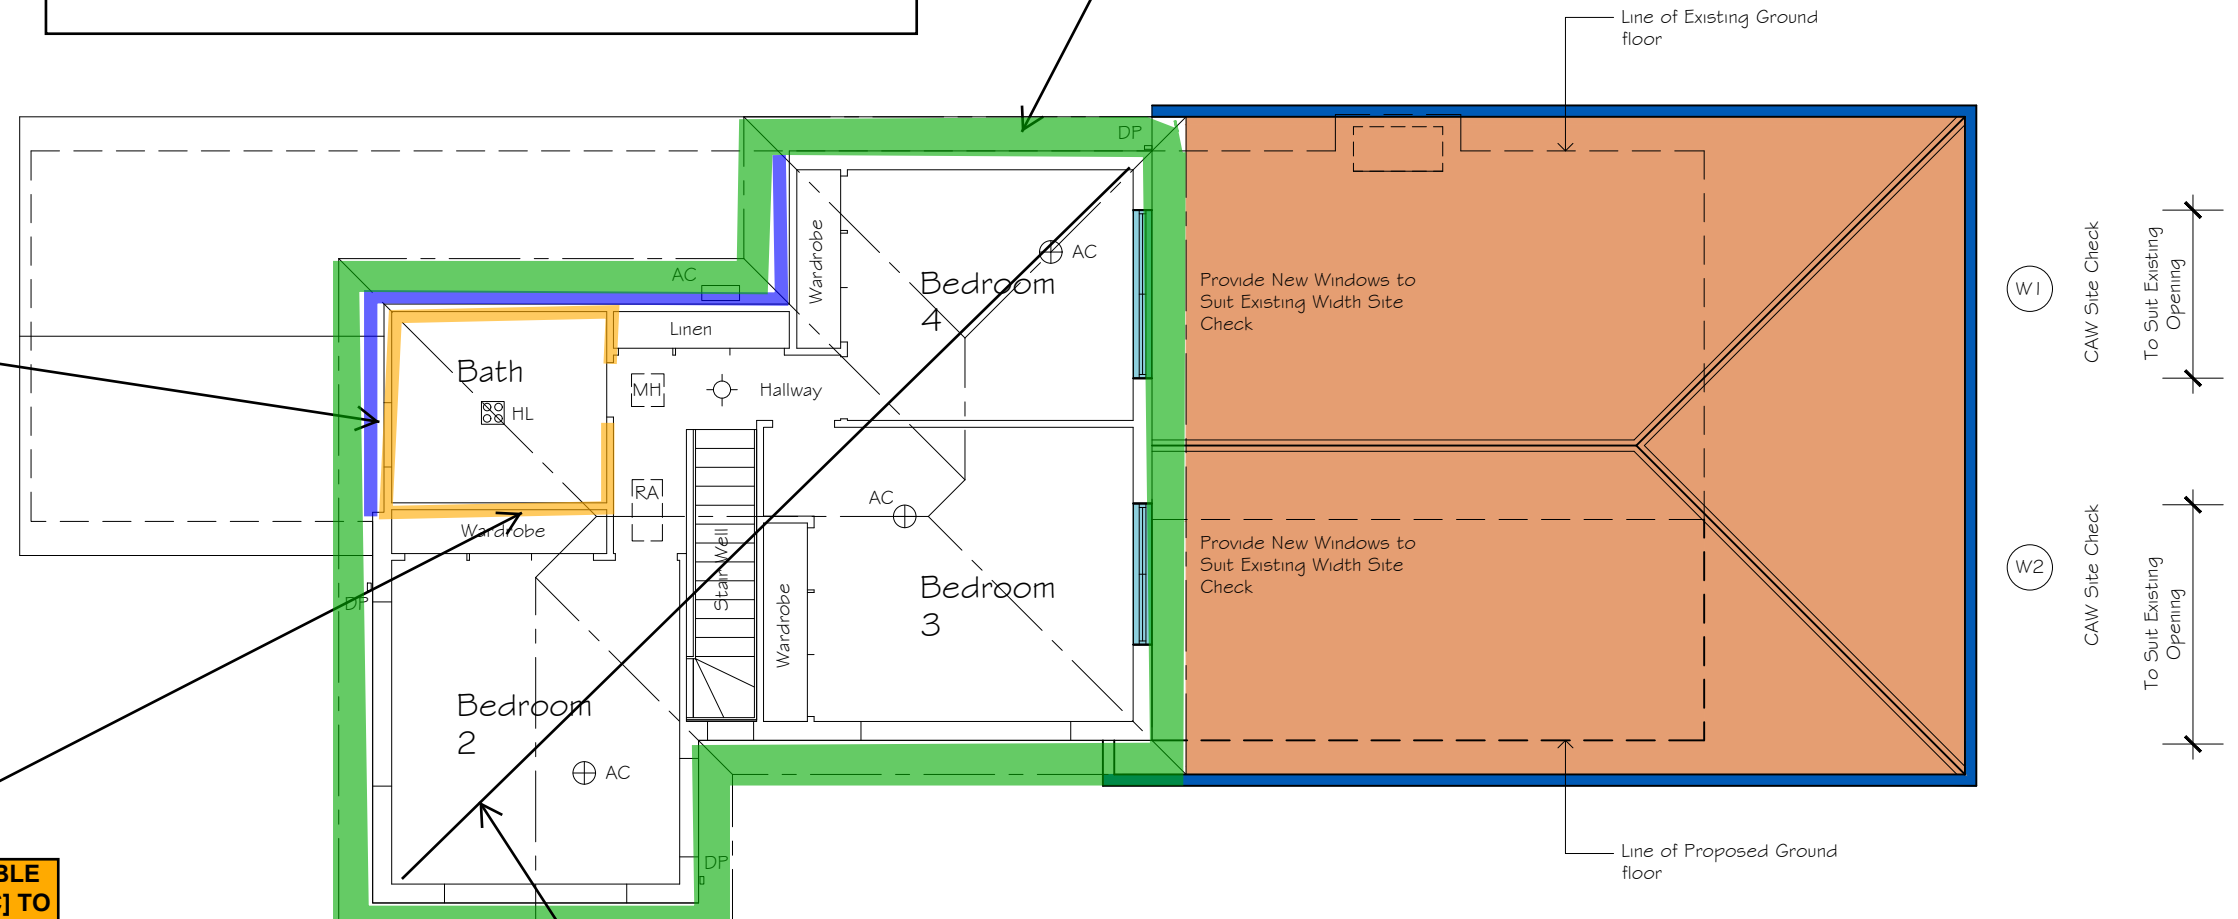 Line of Existing Ground
floor
DP
AC
Wardrobe
AC
Bedroom
4
Provide New Windows to
Suit Existing Width Site
Check
W1
CAW Site Check
To Suit Existing
Opening
Linen
Bath
HL
MH
Hallway
RA
AC
Wardrobe
Stair Well
Wardrobe
Bedroom
3
Provide New Windows to
Suit Existing Width Site
Check
W2
CAW Site Check
To Suit Existing
Opening
DP
Bedroom
2
AC
DP
Line of Proposed Ground
floor
BLE
] TO